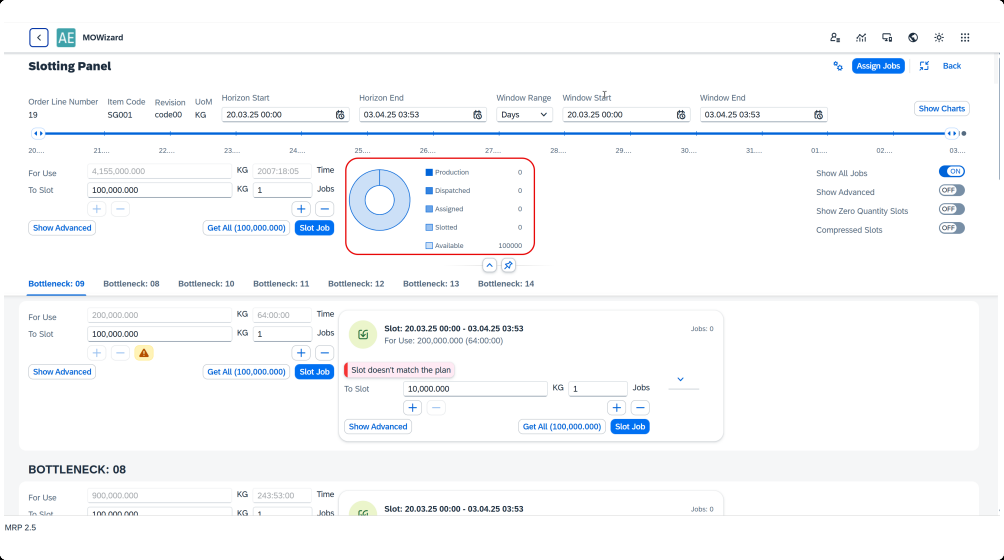 AE MOWizard
Slotting Panel
Assign Jobs
Back
Order Line Number
19
Item Code
SG001
Revision
code00
UoM
KG
Horizon Start
20.03.25 00:00
Horizon End
03.04.25 03:53
Window Range
Days
Window Start
20.03.25 00:00
Window End
03.04.25 03:53
Show Charts
20.... 21.... 22.... 23.... 24.... 25.... 26.... 27.... 28.... 29.... 30.... 31.... 01.... 02.... 03....
For Use 4,155,000.000 KG 2007:18:05 Time
To Slot 100,000.000 KG 1 Jobs
Show Advanced Get All (100,000.000) Slot Job
Production 0
Dispatched 0
Assigned 0
Slotted 0
Available 100000
Show All Jobs ON
Show Advanced OFF
Show Zero Quantity Slots OFF
Compressed Slots OFF
Bottleneck: 09 Bottleneck: 08 Bottleneck: 10 Bottleneck: 11 Bottleneck: 12 Bottleneck: 13 Bottleneck: 14
For Use 200,000.000 KG 64:00:00 Time
To Slot 100,000.000 KG 1 Jobs
Show Advanced Get All (100,000.000) Slot Job
Slot: 20.03.25 00:00 - 03.04.25 03:53 Jobs: 0
For Use: 200,000.000 (64:00:00)
Slot doesn't match the plan
To Slot 10,000.000 KG 1 Jobs
Show Advanced Get All (100,000.000) Slot Job
BOTTLENECK: 08
For Use 900,000.000 KG 243:53:00 Time
To Slot 100,000.000 KG 1 Jobs
Slot: 20.03.25 00:00 - 03.04.25 03:53 Jobs: 0
MRP 2.5